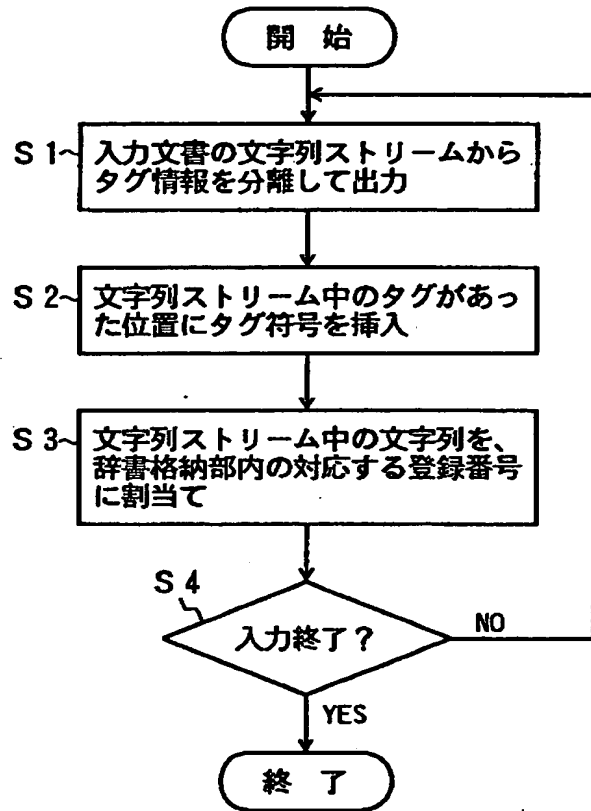 開 始
S1 入力文書の文字列ストリームから
タグ情報を分離して出力
S2 文字列ストリーム中のタグがあっ
た位置にタグ符号を挿入
S3 文字列ストリーム中の文字列を、
辞書格納部内の対応する登録番号
に割当て
S4
入力終了?
NO
YES
終 了